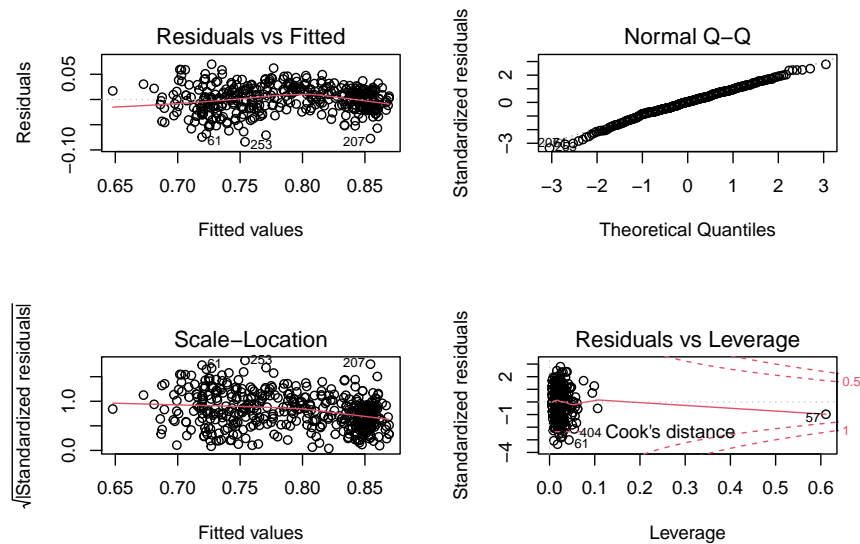 Residuals vs Fitted
Residuals
0.05
−0.10
61
253
207
0.65 0.70 0.75 0.80 0.85
Fitted values
Normal Q−Q
Standardized residuals
2
0
−3
−3 −2 −1 0 1 2 3
Theoretical Quantiles
Scale−Location
√|Standardized residuals|
1.0
0.0
61
253
207
0.65 0.70 0.75 0.80 0.85
Fitted values
Residuals vs Leverage
Standardized residuals
2
−1
−4
0.5
1
57
404
Cook's distance
61
0.0 0.1 0.2 0.3 0.4 0.5 0.6
Leverage